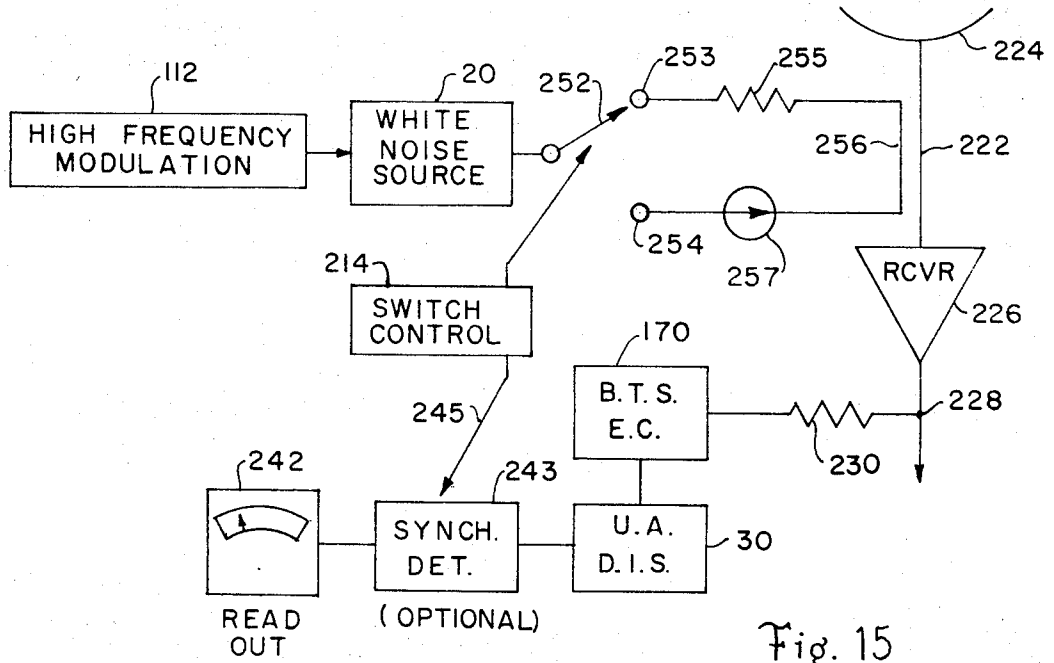 112
HIGH FREQUENCY
MODULATION
20
WHITE
NOISE
SOURCE
252
253
255
224
256
222
254
257
RCVR
226
214
SWITCH
CONTROL
170
B.T.S.
E.C.
228
230
245
242
243
SYNCH.
DET.
U.A.
D.I.S.
30
READ
OUT
(OPTIONAL)
Fig. 15